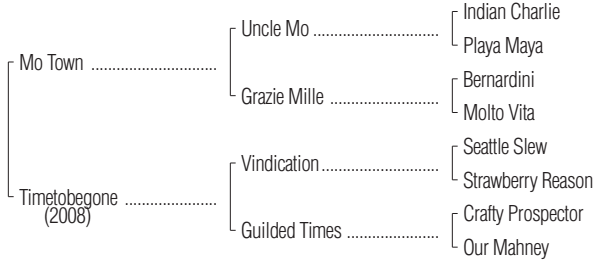 Indian Charlie
Uncle Mo ................................
Playa Maya
Mo Town ................................
Bernardini
Grazie Mille ...........................
Molto Vita
Seattle Slew
Vindication..............................
Strawberry Reason
Timetobegone .......................
(2008)
Crafty Prospector
Guilded Times .......................
Our Mahney